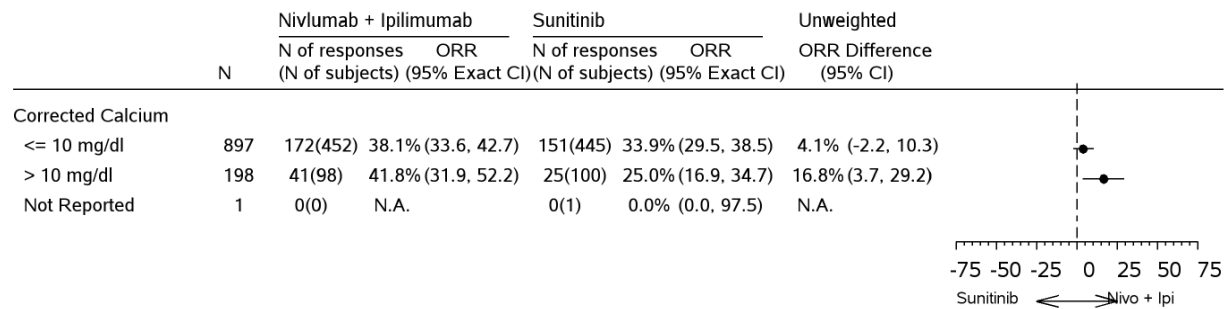 Nivlumab + Ipilimumab Sunitinib Unweighted
N of responses ORR N of responses ORR ORR Difference
N (N of subjects) (95% Exact CI) (N of subjects) (95% Exact CI) (95% CI)
Corrected Calcium
<= 10 mg/dl 897 172(452) 38.1% (33.6, 42.7) 151(445) 33.9% (29.5, 38.5) 4.1% (-2.2, 10.3)
> 10 mg/dl 198 41(98) 41.8% (31.9, 52.2) 25(100) 25.0% (16.9, 34.7) 16.8% (3.7, 29.2)
Not Reported 1 0(0) N.A. 0(1) 0.0% (0.0, 97.5) N.A.
-75 -50 -25 0 25 50 75
Sunitinib Nivo + Ipi